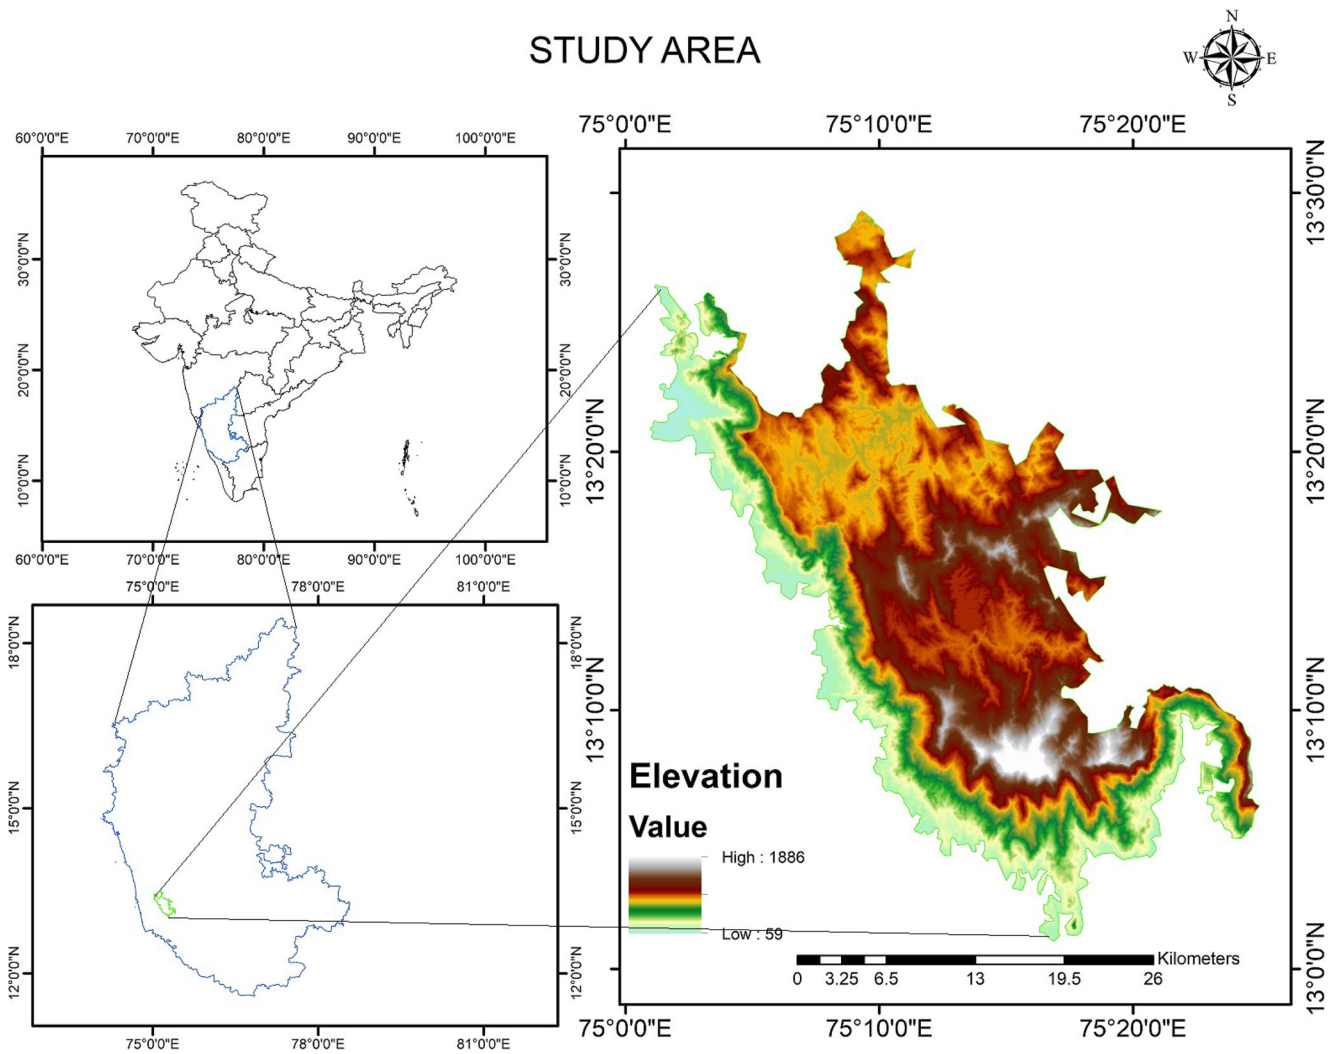 STUDY AREA
N
W E
S
60°0'0"E 70°0'0"E 80°0'0"E 90°0'0"E 100°0'0"E
30°0'0"N 30°0'0"N
20°0'0"N 20°0'0"N
10°0'0"N 10°0'0"N
60°0'0"E 70°0'0"E 80°0'0"E 90°0'0"E 100°0'0"E
75°0'0"E 78°0'0"E 81°0'0"E
18°0'0"N 18°0'0"N
15°0'0"N 15°0'0"N
12°0'0"N 12°0'0"N
75°0'0"E 78°0'0"E 81°0'0"E
75°0'0"E 75°10'0"E 75°20'0"E
13°30'0"N
13°20'0"N 13°20'0"N
13°10'0"N 13°10'0"N
13°0'0"N
Elevation
Value
High : 1886
Low : 59
Kilometers
0 3.25 6.5 13 19.5 26
75°0'0"E 75°10'0"E 75°20'0"E